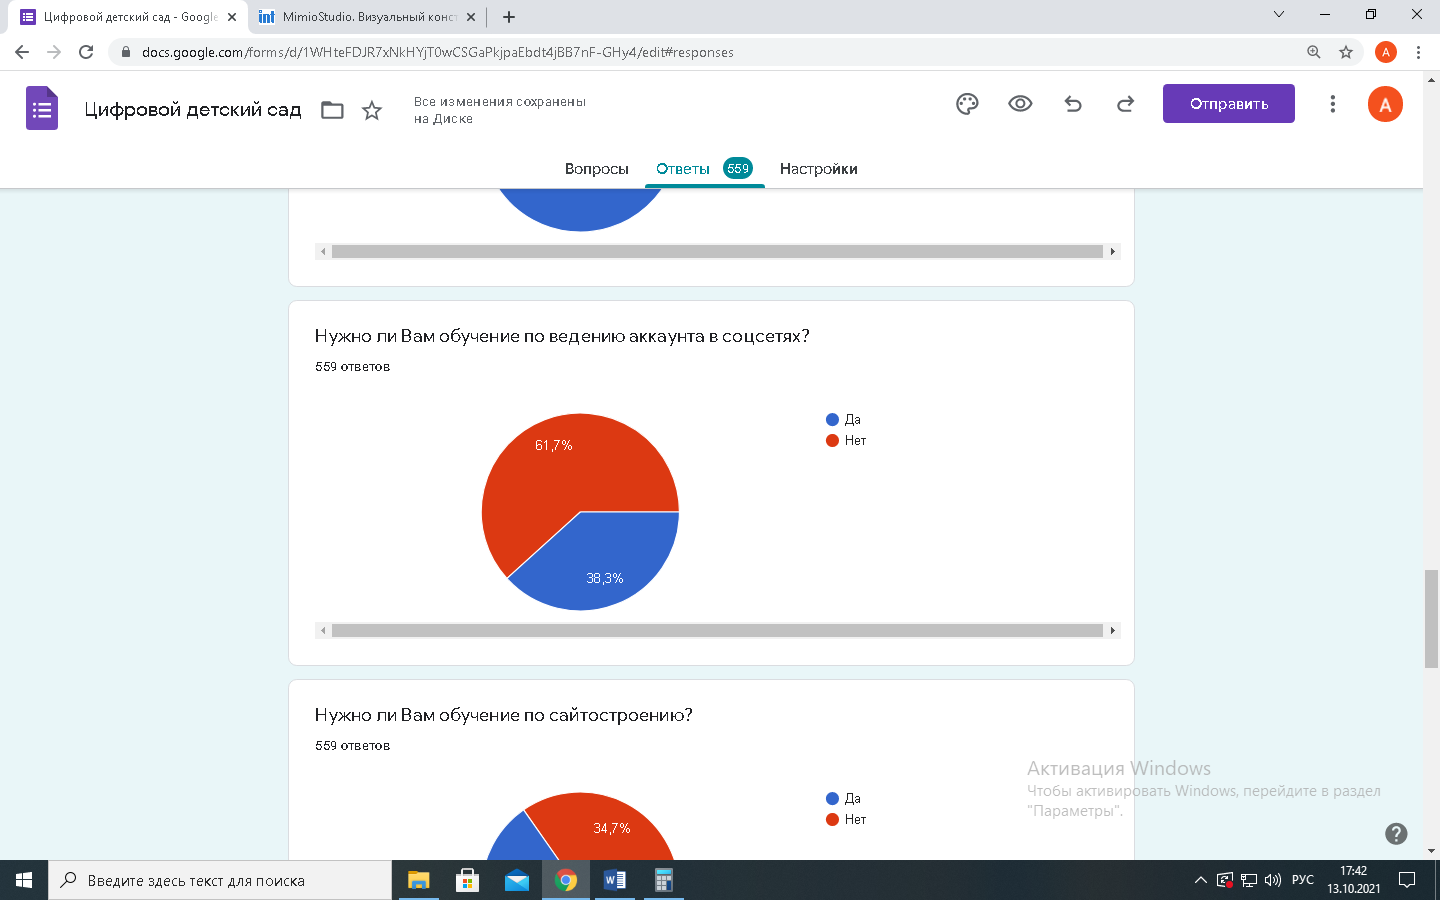 Цифровой детский сад - Google
MimioStudio. Визуальный конст
docs.google.com/forms/d/1WHteFDJR7xNkHYjT0wCSGaPkjpaEbdt4jBB7nF-GHy4/edit#responses
A
Цифровой детский сад
Все изменения сохранены
на Диске
Отправить
A
Вопросы
Ответы 559
Настройки
Нужно ли Вам обучение по ведению аккаунта в соцсетях?
559 ответов
Да
Нет
61,7%
38,3%
Нужно ли Вам обучение по сайтостроению?
559 ответов
Да
Нет
34,7%
Активация Windows
Чтобы активировать Windows, перейдите в раздел
"Параметры".
Введите здесь текст для поиска
РУС
17:42
13.10.2021